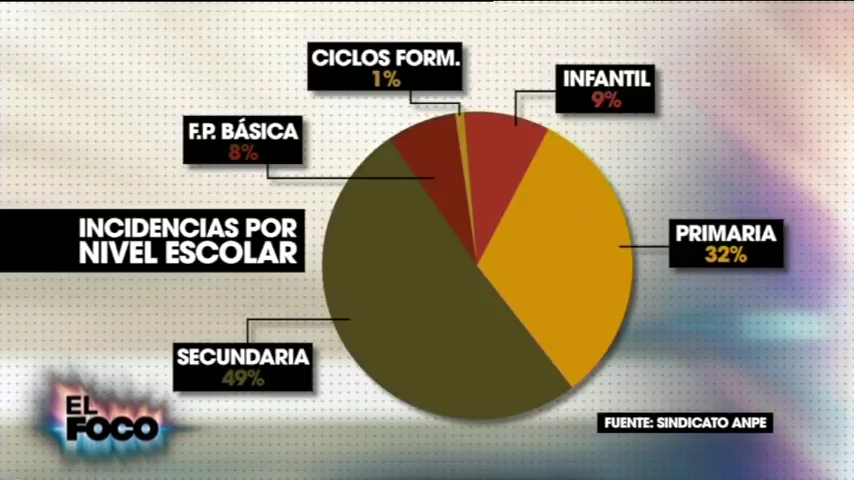 CICLOS FORM.
1%
INFANTIL
9%
F.P. BÁSICA
8%
INCIDENCIAS POR
NIVEL ESCOLAR
PRIMARIA
32%
SECUNDARIA
49%
EL
FOCO
FUENTE: SINDICATO ANPE